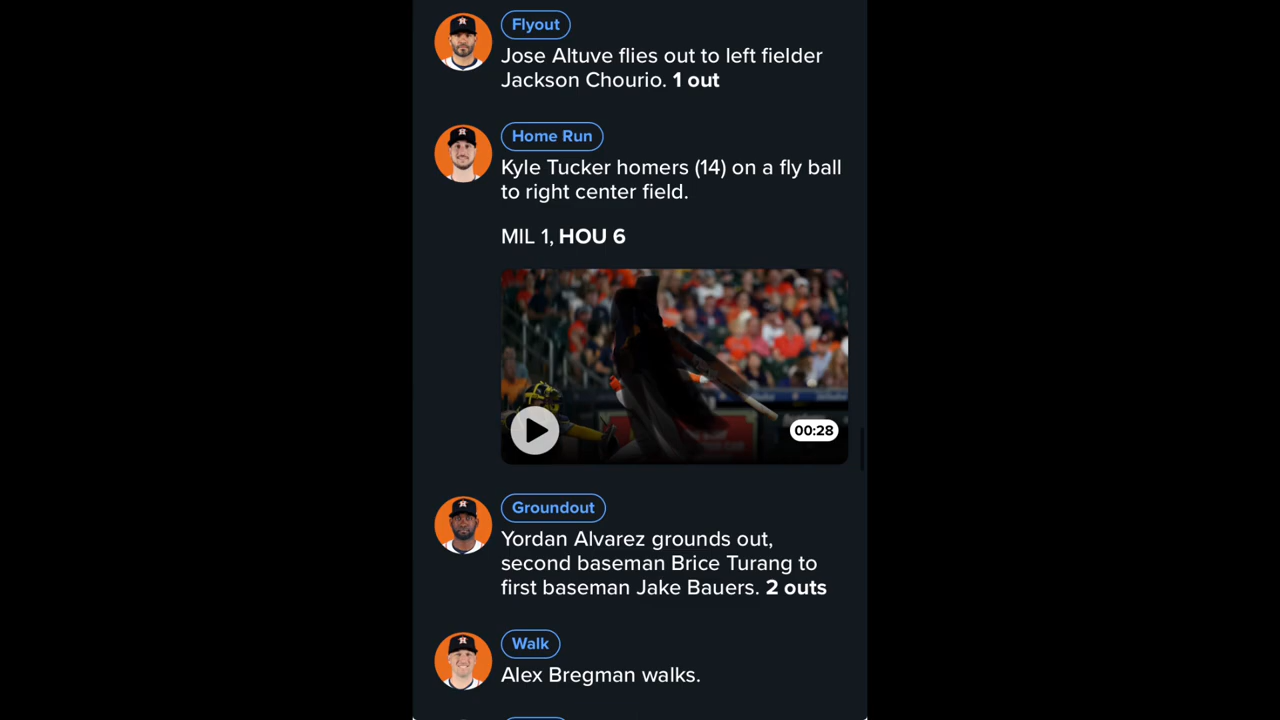 Flyout
Jose Altuve flies out to left fielder
Jackson Chourio. 1 out
Home Run
Kyle Tucker homers (14) on a fly ball
to right center field.
MIL 1, HOU 6
00:28
Groundout
Yordan Alvarez grounds out,
second baseman Brice Turang to
first baseman Jake Bauers. 2 outs
Walk
Alex Bregman walks.